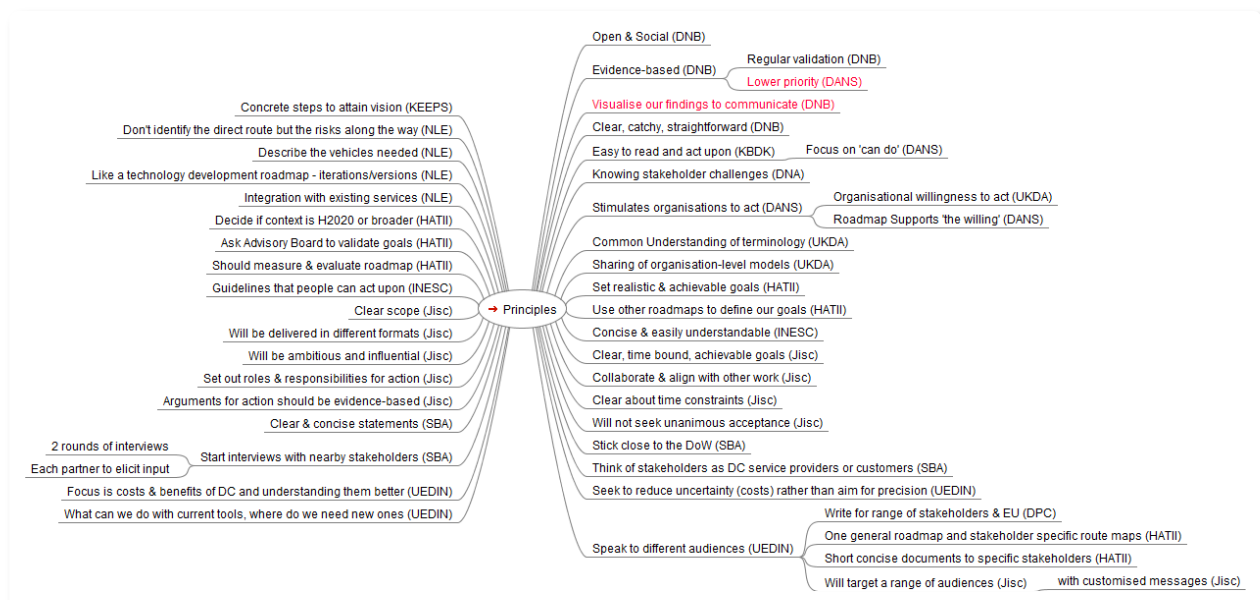 Open & Social (DNB)
Evidence-based (DNB)
Regular validation (DNB)
Lower priority (DANS)
Visualise our findings to communicate (DNB)
Clear, catchy, straightforward (DNB)
Easy to read and act upon (KBDK)
Focus on 'can do' (DANS)
Knowing stakeholder challenges (DNA)
Stimulates organisations to act (DANS)
Organisational willingness to act (UKDA)
Roadmap Supports 'the willing' (DANS)
Common Understanding of terminology (UKDA)
Sharing of organisation-level models (UKDA)
Set realistic & achievable goals (HATII)
Use other roadmaps to define our goals (HATII)
Concise & easily understandable (INESC)
Clear, time bound, achievable goals (Jisc)
Collaborate & align with other work (Jisc)
Clear about time constraints (Jisc)
Will not seek unanimous acceptance (Jisc)
Stick close to the DoW (SBA)
Think of stakeholders as DC service providers or customers (SBA)
Seek to reduce uncertainty (costs) rather than aim for precision (UEDIN)
Speak to different audiences (UEDIN)
Write for range of stakeholders & EU (DPC)
One general roadmap and stakeholder specific route maps (HATII)
Short concise documents to specific stakeholders (HATII)
Will target a range of audiences (Jisc)
with customised messages (Jisc)
Principles
Concrete steps to attain vision (KEEPS)
Don't identify the direct route but the risks along the way (NLE)
Describe the vehicles needed (NLE)
Like a technology development roadmap - iterations/versions (NLE)
Integration with existing services (NLE)
Decide if context is H2020 or broader (HATII)
Ask Advisory Board to validate goals (HATII)
Should measure & evaluate roadmap (HATII)
Guidelines that people can act upon (INESC)
Clear scope (Jisc)
Will be delivered in different formats (Jisc)
Will be ambitious and influential (Jisc)
Set out roles & responsibilities for action (Jisc)
Arguments for action should be evidence-based (Jisc)
Clear & concise statements (SBA)
Start interviews with nearby stakeholders (SBA)
2 rounds of interviews
Each partner to elicit input
Focus is costs & benefits of DC and understanding them better (UEDIN)
What can we do with current tools, where do we need new ones (UEDIN)